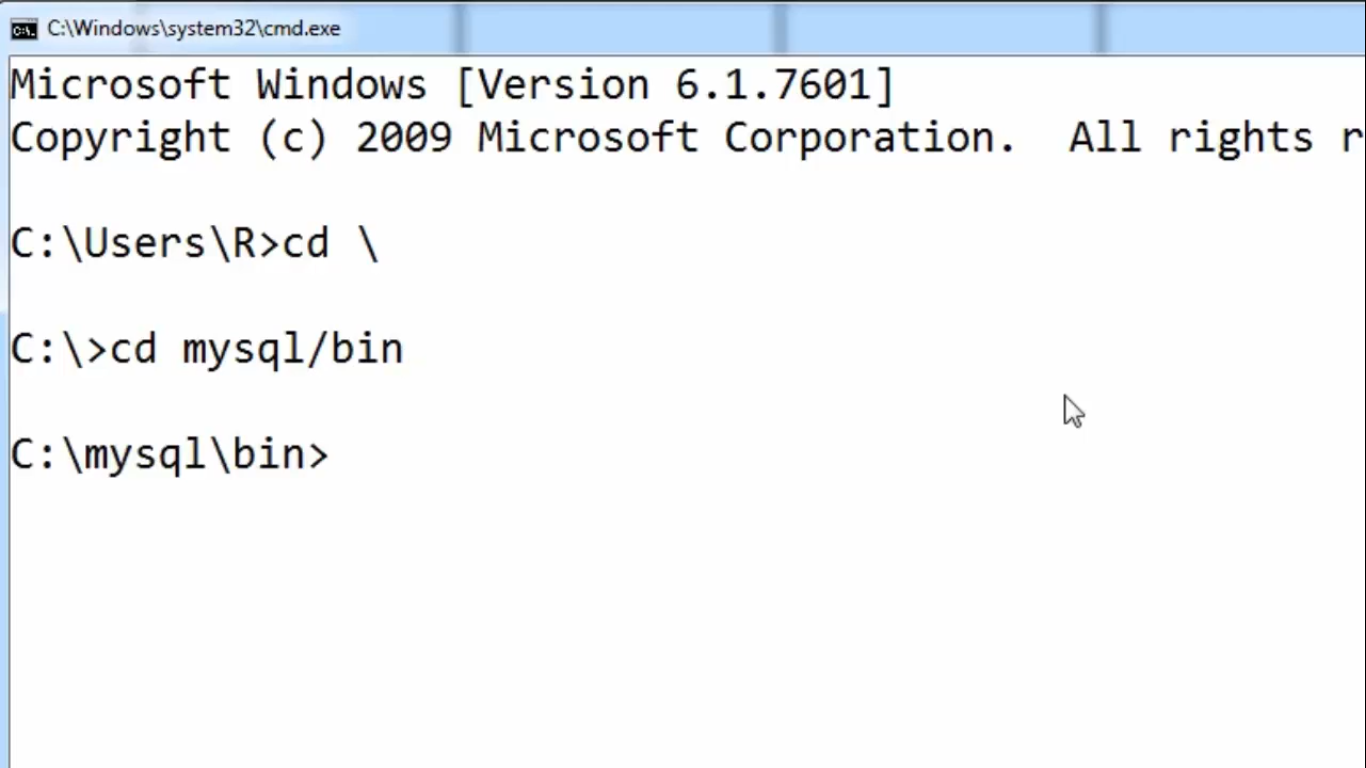 C:\Windows\system32\cmd.exe
Microsoft Windows [Version 6.1.7601]
Copyright (c) 2009 Microsoft Corporation.  All rights r
C:\Users\R>cd \
C:\>cd mysql/bin
C:\mysql\bin>